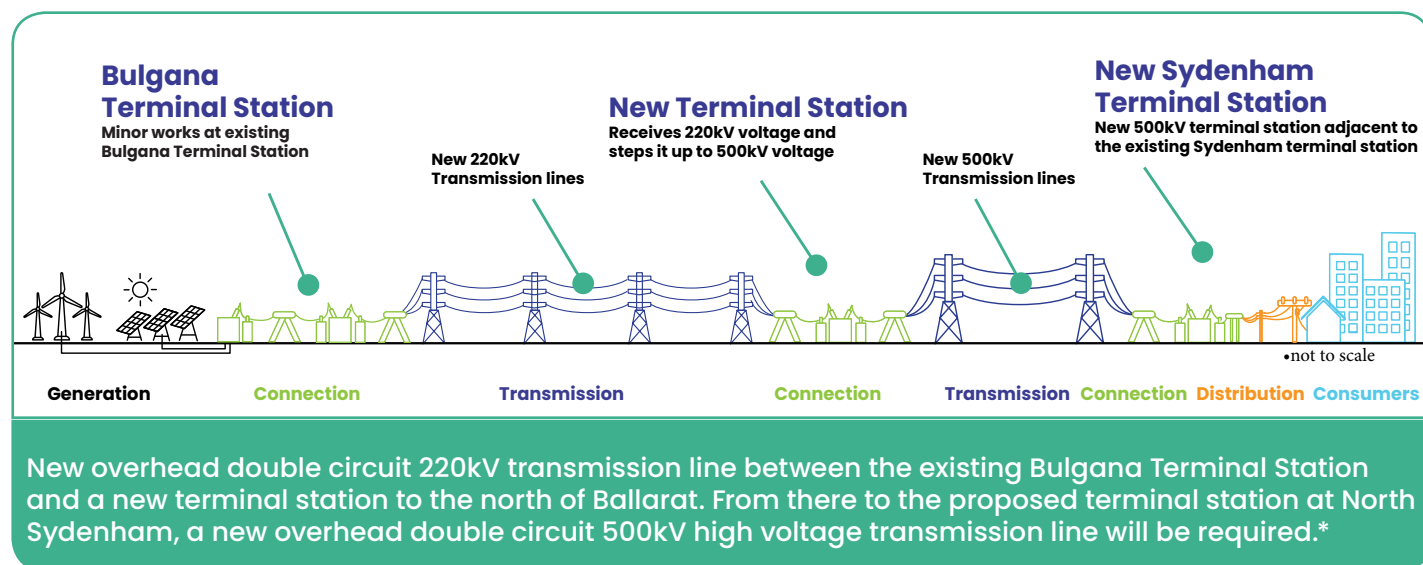 Bulgana
Terminal Station
Minor works at existing
Bulgana Terminal Station
New 220kV
Transmission lines
New Terminal Station
Receives 220kV voltage and
steps it up to 500kV voltage
New 500kV
Transmission lines
New Sydenham
Terminal Station
New 500kV terminal station adjacent to
the existing Sydenham terminal station
•not to scale
Generation
Connection
Transmission
Connection
Transmission
Connection
Distribution
Consumers
New overhead double circuit 220kV transmission line between the existing Bulgana Terminal Station
and a new terminal station to the north of Ballarat. From there to the proposed terminal station at North
Sydenham, a new overhead double circuit 500kV high voltage transmission line will be required.*